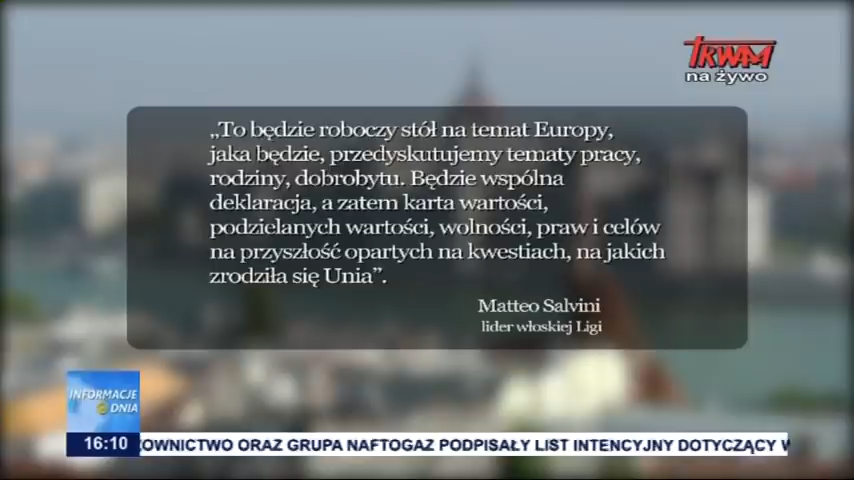 TRWAM
na żywo
„To będzie roboczy stół na temat Europy,
jaka będzie, przedyskutujemy tematy pracy,
rodziny, dobrobytu. Będzie wspólna
deklaracja, a zatem karta wartości,
podzielanych wartości, wolności, praw i celów
na przyszłość opartych na kwestiach, na jakich
zrodziła się Unia”.
Matteo Salvini
lider włoskiej Ligi
INFORMACJE
DNIA
16:10 ZOWNICTWO ORAZ GRUPA NAFTOGAZ PODPISAŁY LIST INTENCYJNY DOTYCZĄCY